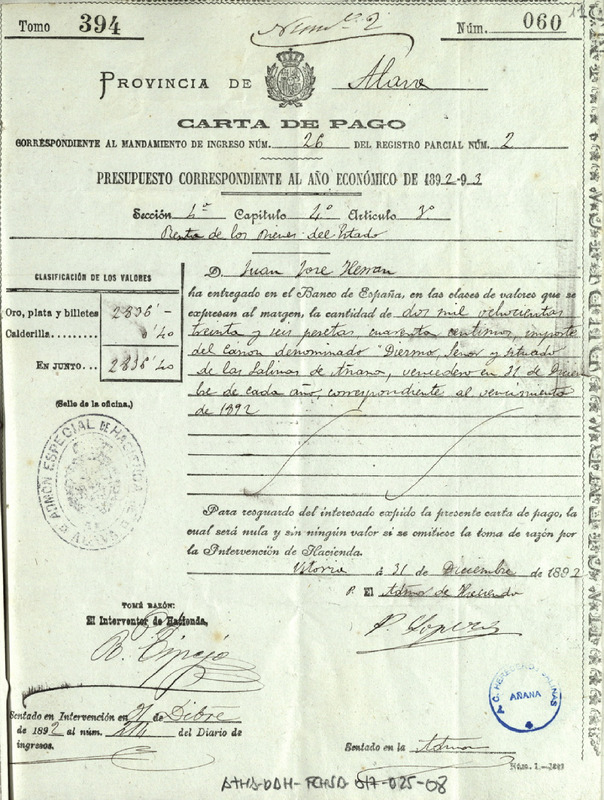 Tomo 394
Núm. 060
PROVINCIA DE Alava
CARTA DE PAGO
CORRESPONDIENTE AL MANDAMIENTO DE INGRESO NÚM. 26 DEL REGISTRO PARCIAL NÚM. 2
PRESUPUESTO CORRESPONDIENTE AL AÑO ECONÓMICO DE 1892-93
Sección 4ª Capítulo 4º Artículo 3º
Renta de los Bienes del Estado
CLASIFICACIÓN DE LOS VALORES
Oro, plata y billetes 2836'-
Calderilla........ 0'40
EN JUNTO... 2836'40
(Sello de la oficina.)
D. Juan Jose Herran
ha entregado en el Banco de España, en las clases de valores que se
expresan al margen, la cantidad de dos mil ochocientas
treinta y seis pesetas cuarenta centimos, importe
del Canon denominado "Diezmo, Señor y situado
de las Salinas de Añana, vencedero en 31 de Diciem
bre de cada año, correspondiente al vencimiento
de 1892
Para resguardo del interesado expido la presente carta de pago, la
cual será nula y sin ningún valor si se omitiese la toma de razón por
la Intervención de Hacienda.
Vitoria á 31 de Diciembre de 1892
P. El Admor de Hacienda
P. Lopez
TOMÉ RAZÓN:
El Interventor de Hacienda,
Sentado en Intervención en 31 de Dibre
de 1892 al núm. del Diario de
ingresos.
Sentado en la Admon
Núm. 1.-
AÑANA
ATHA-DAH-FCHSA-017-025-08